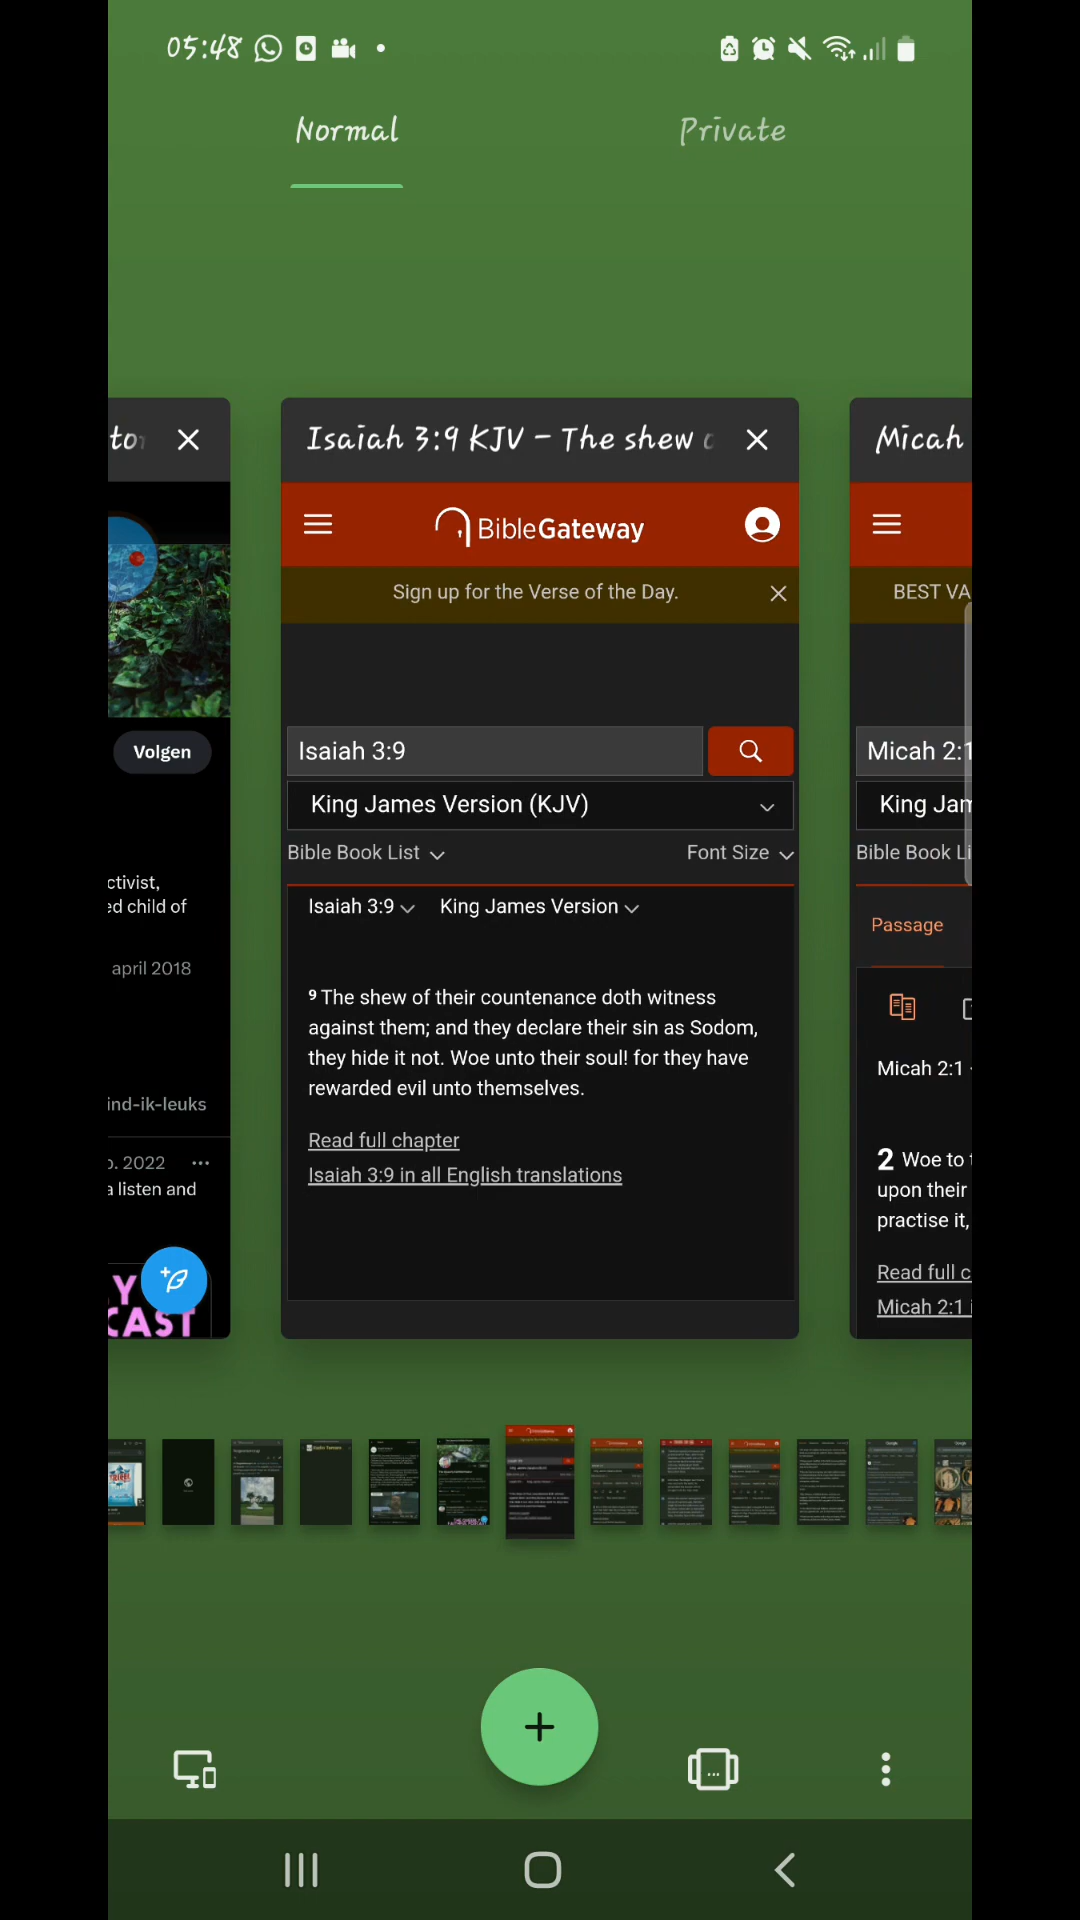 05:48
Normal Private
Isaiah 3:9 KJV – The shew
Micah
BibleGateway
Sign up for the Verse of the Day.
BEST VA
Isaiah 3:9
Micah 2:1
Volgen
King James Version (KJV)
King Jam
Bible Book List Font Size
Bible Book Li
ctivist,
ed child of
Isaiah 3:9 King James Version
Passage
april 2018
9 The shew of their countenance doth witness
against them; and they declare their sin as Sodom,
they hide it not. Woe unto their soul! for they have
rewarded evil unto themselves.
Micah 2:1
ind-ik-leuks
Read full chapter
Isaiah 3:9 in all English translations
2 Woe to
upon their
practise it,
2022 ...
a listen and
Read full c
Micah 2:1
Y
CAST